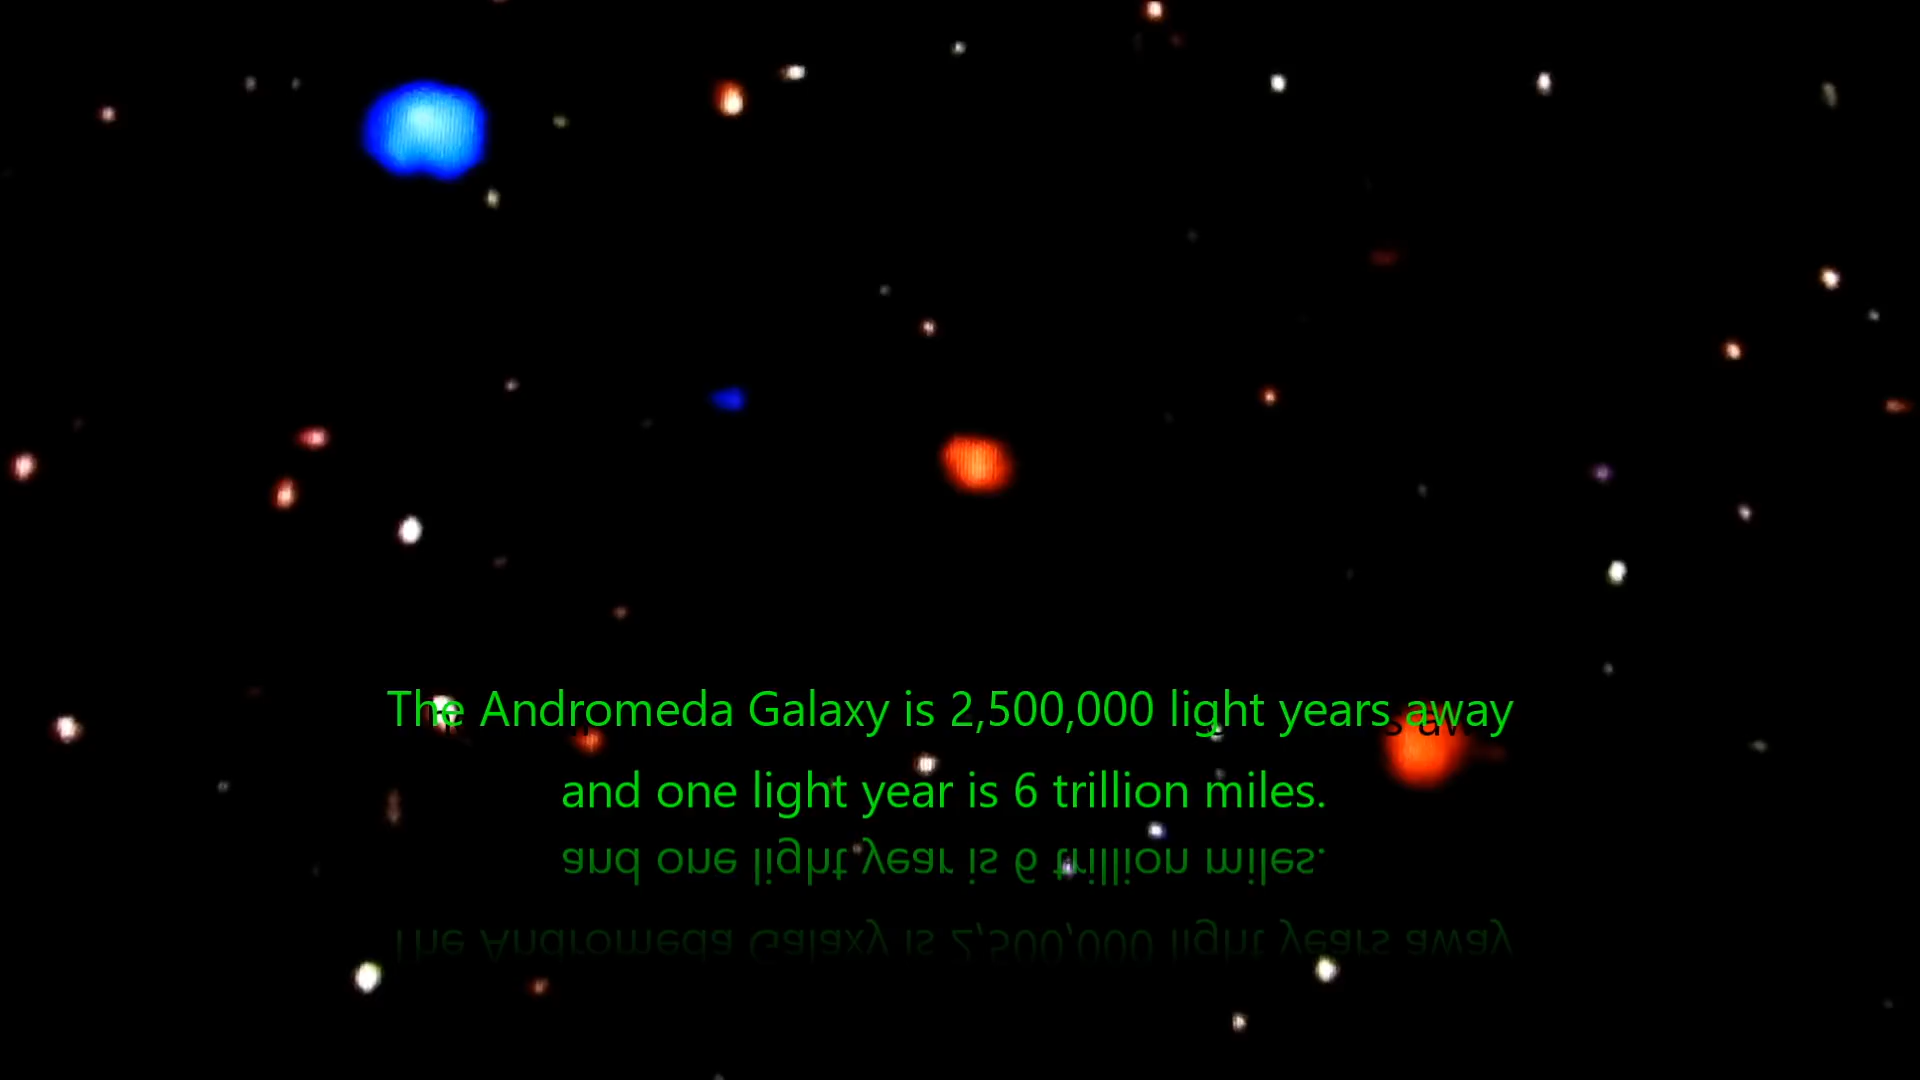 The Andromeda Galaxy is 2,500,000 light years away
and one light year is 6 trillion miles.